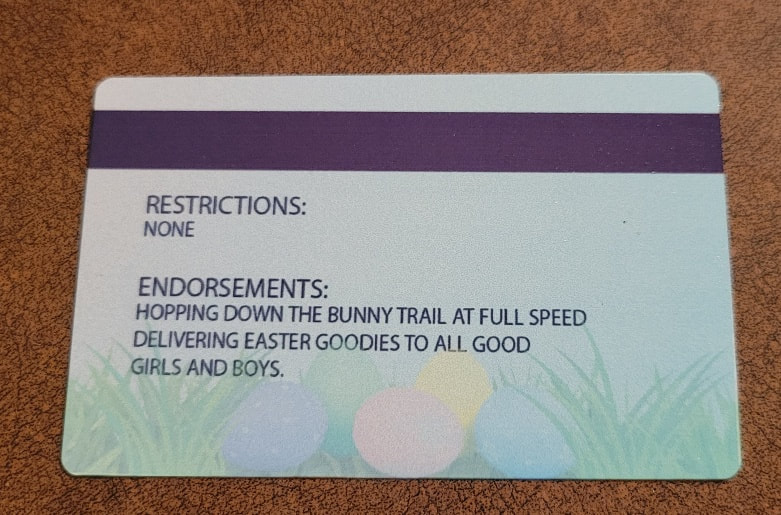 RESTRICTIONS:
NONE
ENDORSEMENTS:
HOPPING DOWN THE BUNNY TRAIL AT FULL SPEED
DELIVERING EASTER GOODIES TO ALL GOOD
GIRLS AND BOYS.